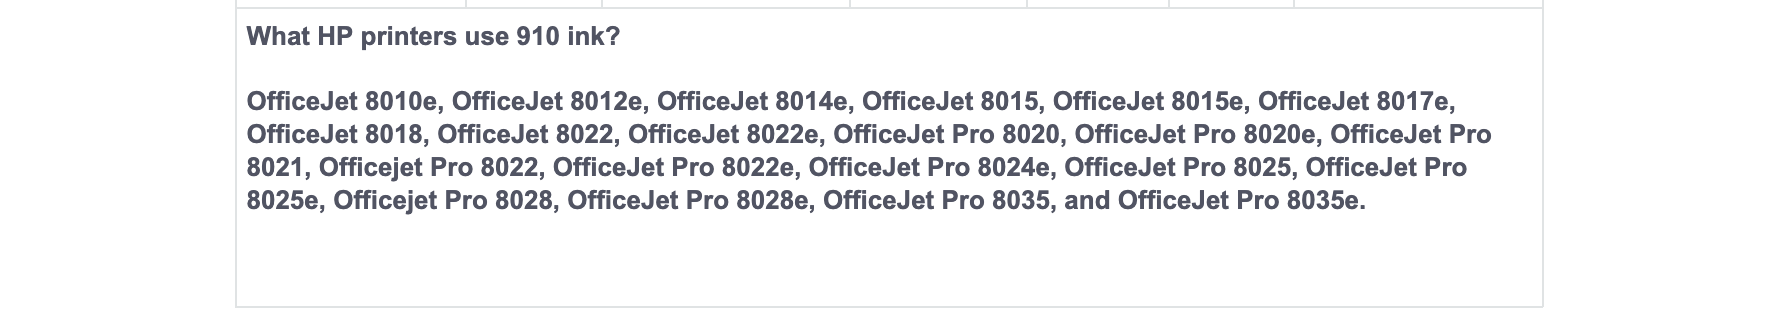 What HP printers use 910 ink?
OfficeJet 8010e, OfficeJet 8012e, OfficeJet 8014e, OfficeJet 8015, OfficeJet 8015e, OfficeJet 8017e,
OfficeJet 8018, OfficeJet 8022, OfficeJet 8022e, OfficeJet Pro 8020, OfficeJet Pro 8020e, OfficeJet Pro
8021, Officejet Pro 8022, OfficeJet Pro 8022e, OfficeJet Pro 8024e, OfficeJet Pro 8025, OfficeJet Pro
8025e, Officejet Pro 8028, OfficeJet Pro 8028e, OfficeJet Pro 8035, and OfficeJet Pro 8035e.